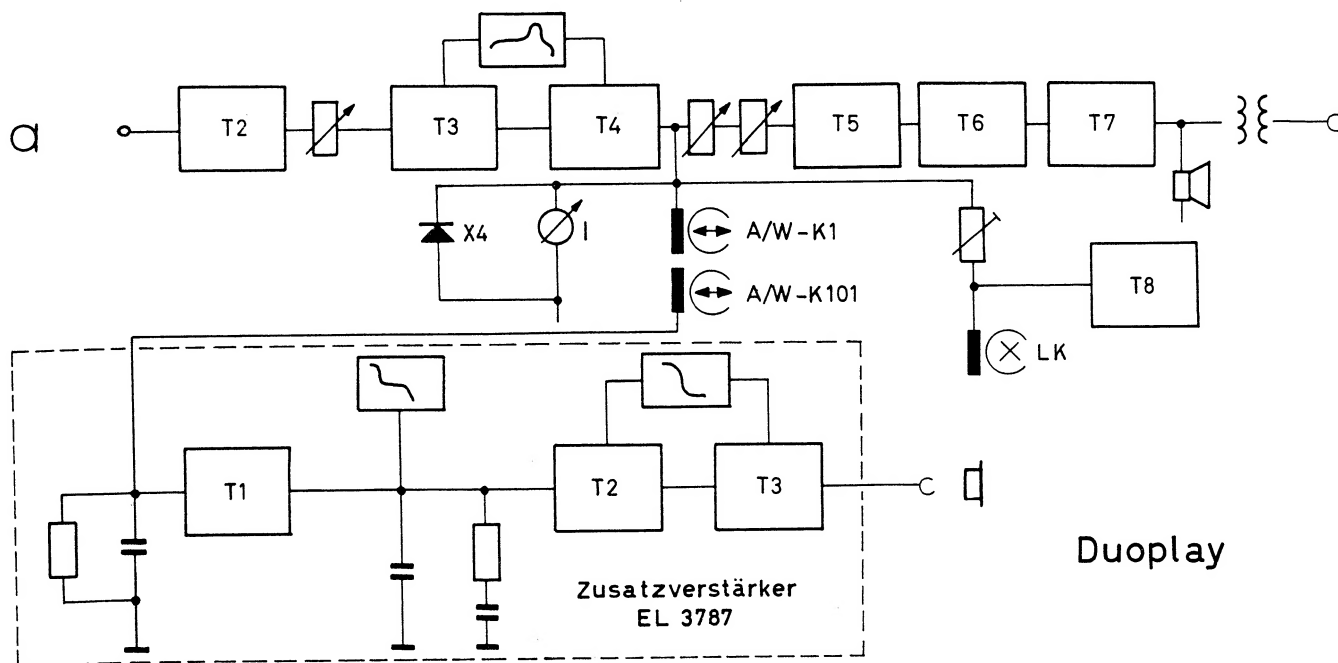 a
T2
T3
T4
T5
T6
T7
X4
I
A/W-K1
A/W-K101
T8
LK
T1
T2
T3
Zusatzverstärker
EL 3787
Duoplay